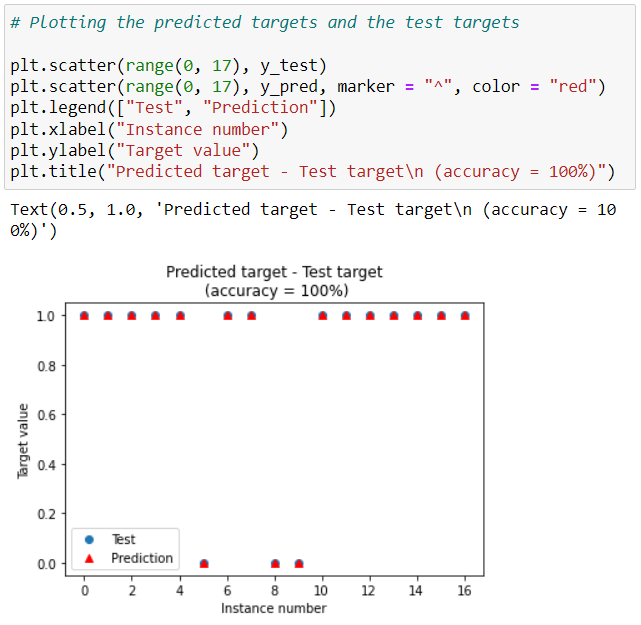 # Plotting the predicted targets and the test targets
plt.scatter(range(0, 17), y_test)
plt.scatter(range(0, 17), y_pred, marker = "^", color = "red")
plt.legend(["Test", "Prediction"])
plt.xlabel("Instance number")
plt.ylabel("Target value")
plt.title("Predicted target - Test target\n (accuracy = 100%)")
Text(0.5, 1.0, 'Predicted target - Test target\n (accuracy = 10
0%)')
Predicted target - Test target
(accuracy = 100%)
1.0
0.8
0.6
0.4
0.2
0.0
Target value
Test
Prediction
0 2 4 6 8 10 12 14 16
Instance number